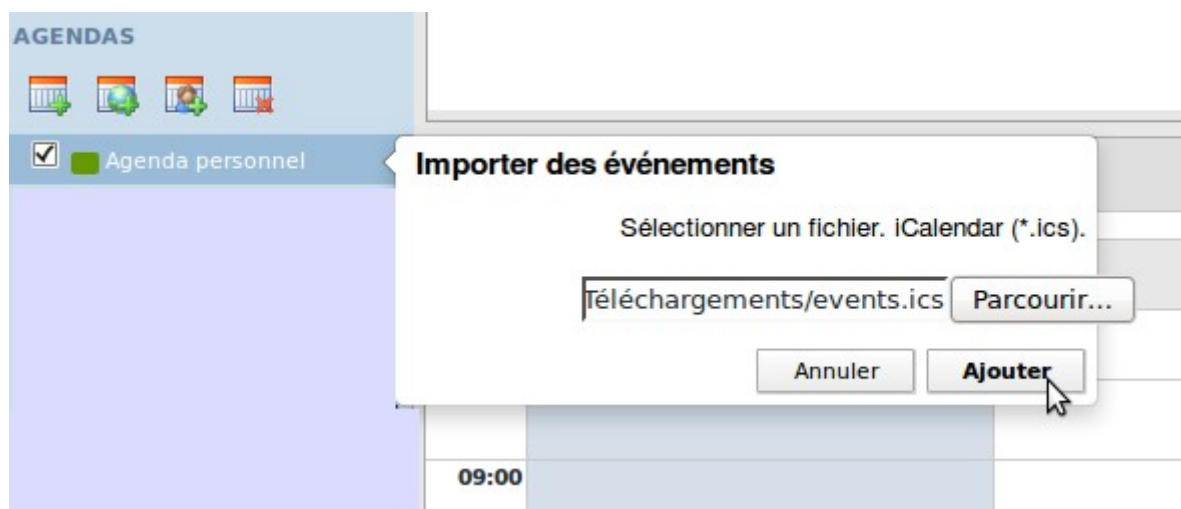 AGENDAS
Agenda personnel
Importer des événements
Sélectionner un fichier. iCalendar (*.ics).
Téléchargements/events.ics Parcourir...
Annuler Ajouter
09:00